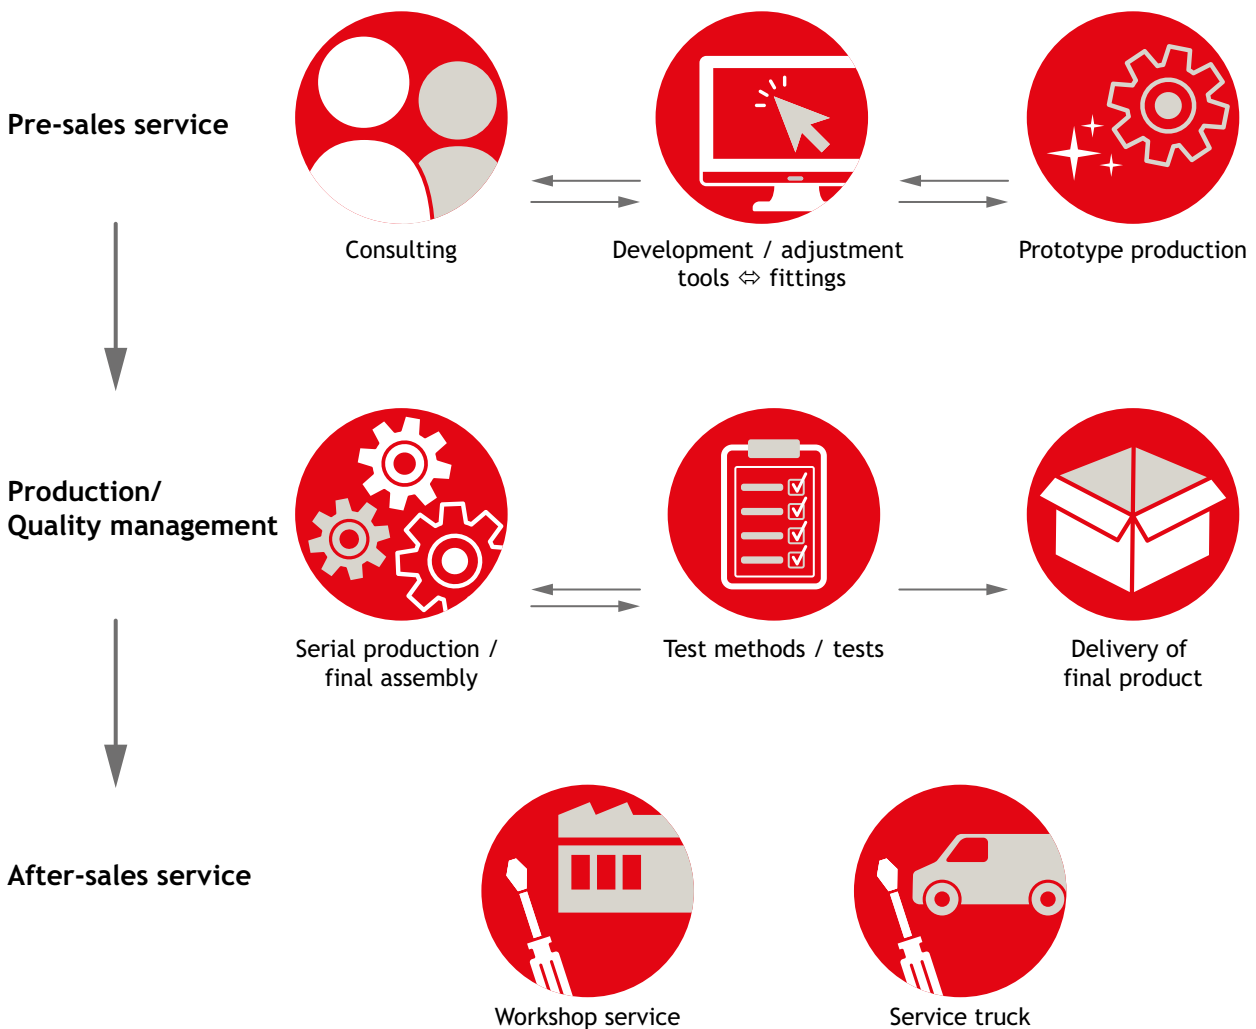 Pre-sales service
Consulting
Development / adjustment
tools ⇔ fittings
Prototype production
Production/
Quality management
Serial production /
final assembly
Test methods / tests
Delivery of
final product
After-sales service
Workshop service
Service truck